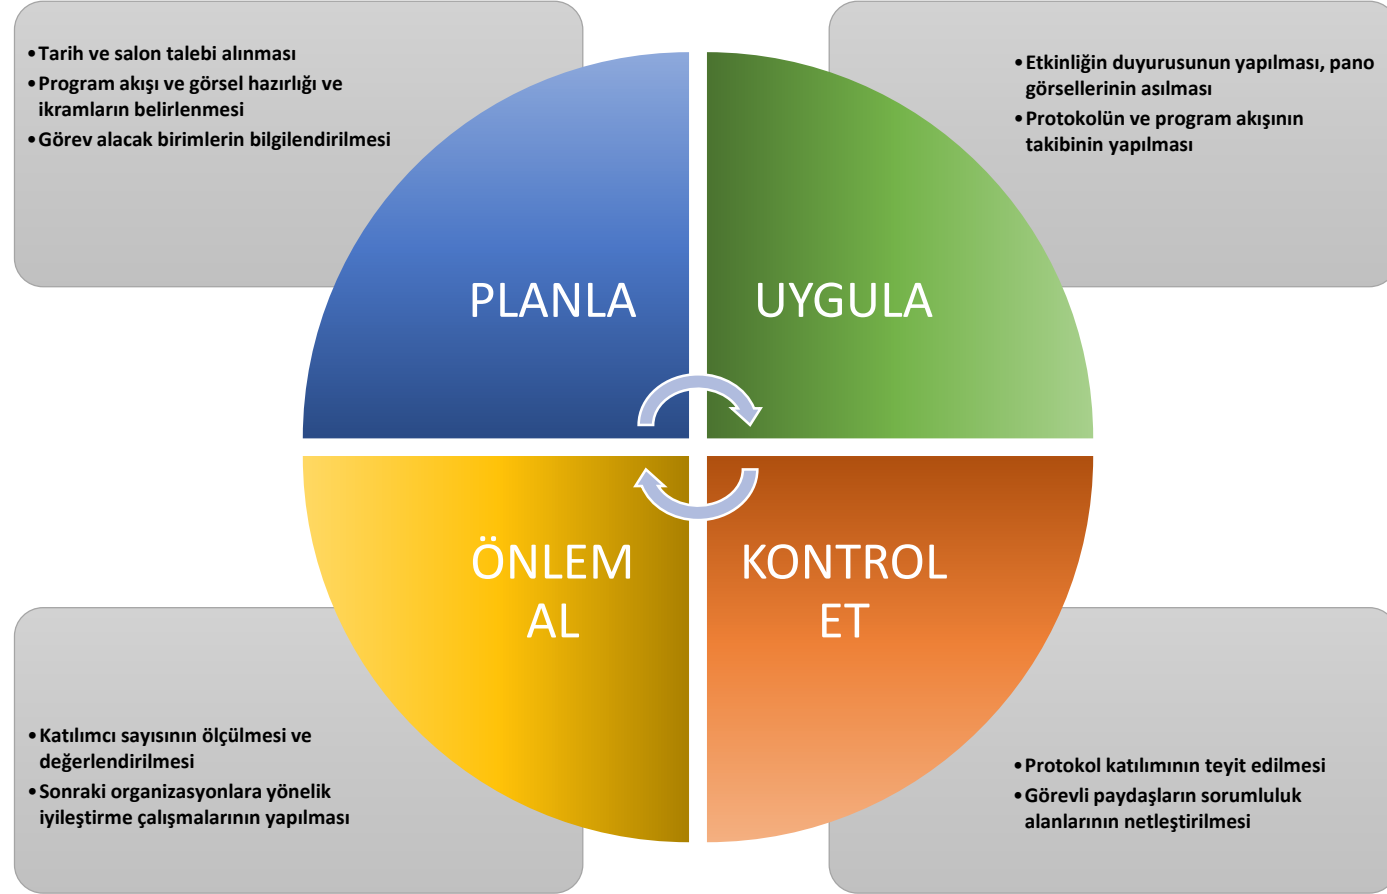 •Tarih ve salon talebi alınması
•Program akışı ve görsel hazırlığı ve
ikramların belirlenmesi
•Görev alacak birimlerin bilgilendirilmesi
•Etkinliğin duyurusunun yapılması, pano
görsellerinin asılması
•Protokolün ve program akışının
takibinin yapılması
PLANLA
UYGULA
ÖNLEM
AL
KONTROL
ET
•Katılımcı sayısının ölçülmesi ve
değerlendirilmesi
•Sonraki organizasyonlara yönelik
iyileştirme çalışmalarının yapılması
•Protokol katılımının teyit edilmesi
•Görevli paydaşların sorumluluk
alanlarının netleştirilmesi